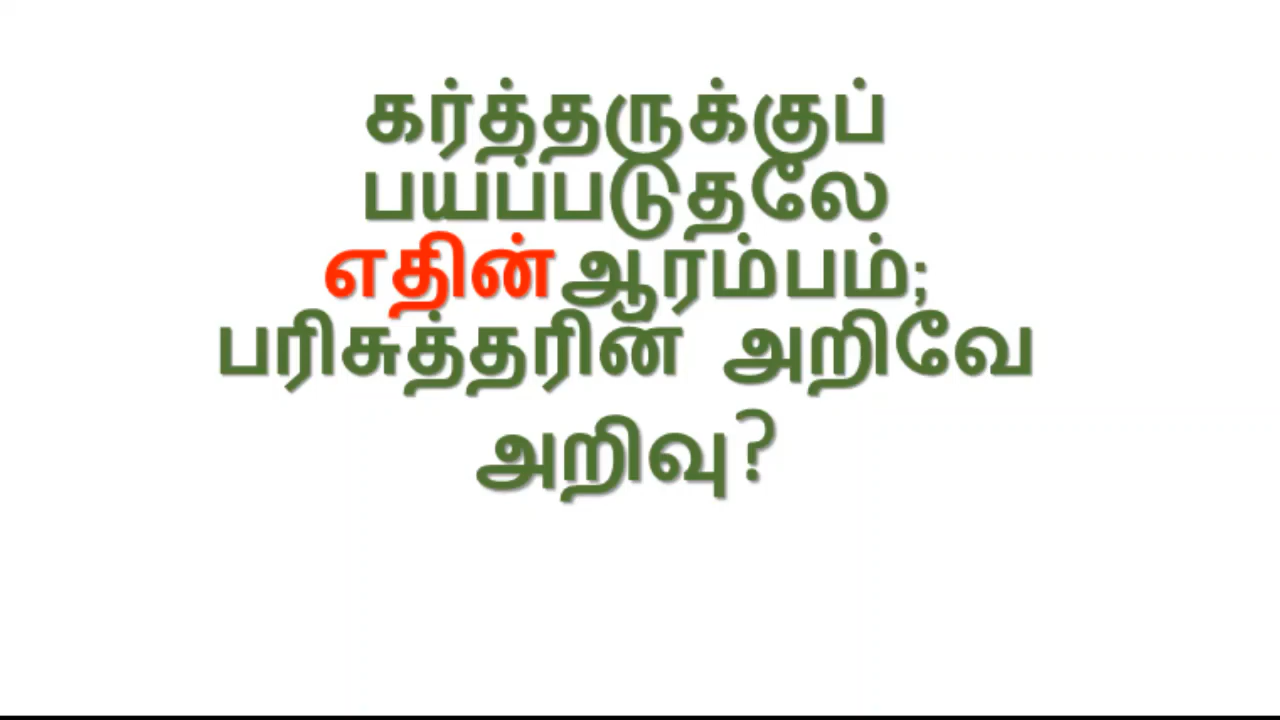 கர்த்தருக்குப்
பயப்படுதலே
எதின் ஆரம்பம்;
பரிசுத்தரின் அறிவே
அறிவு?